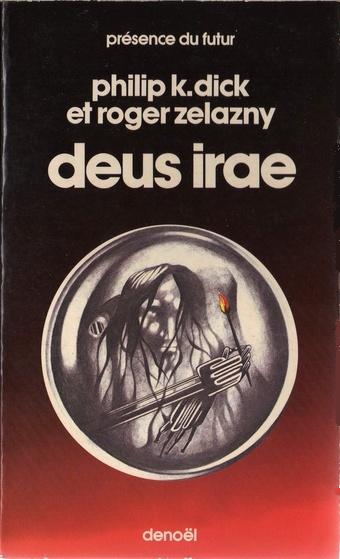 présence du futur
philip k.dick
et roger zelazny
deus irae
denoël